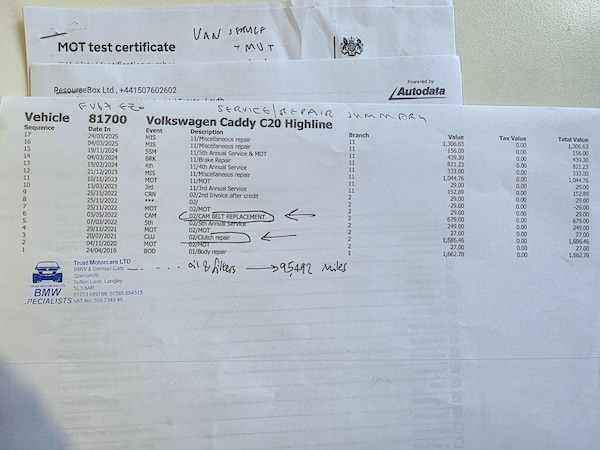 VAN SERVICE
+ MOT
MOT test certificate
ResourceBox Ltd , +441507602602
Powered by
Autodata
SERVICE/REPAIR SUMMARY
Vehicle 81700 Volkswagen Caddy C20 Highline
Sequence Date In Event Description Branch Value Tax Value Total Value
17 24/03/2025 MIS 11/Miscellaneous repair 11 1,306.63 0.00 1,306.63
16 04/03/2025 MIS 11/Miscellaneous repair 11 156.00 0.00 156.00
15 19/11/2024 SSM 11/5th Annual Service & MOT 11 439.30 0.00 439.30
14 04/03/2024 BRK 11/Brake Repair 11 821.23 0.00 821.23
13 19/02/2024 4th 11/4th Annual Service 11 333.00 0.00 333.00
12 21/12/2023 MIS 11/Miscellaneous repair 11 1,044.76 0.00 1,044.76
11 10/11/2023 MOT 11/MOT 11 29.00 0.00 29.00
10 13/03/2023 3rd 11/3rd Annual Service 11 152.89 0.00 152.89
9 25/11/2022 CRN 02/2nd Invoice after credit 2 29.00 0.00 29.00
8 25/11/2022 *** 02/ 2 -29.00 0.00 -29.00
7 25/11/2022 MOT 02/MOT 2 29.00 0.00 29.00
6 03/05/2022 CAM 02/CAM BELT REPLACEMENT 2 679.00 0.00 679.00
5 07/03/2022 5th 02/5th Annual Service 2 249.00 0.00 249.00
4 29/11/2021 MOT 02/MOT 2 27.00 0.00 27.00
3 20/07/2021 CLU 02/Clutch repair 2 1,686.46 0.00 1,686.46
2 04/11/2020 MOT 02/MOT 2 27.00 0.00 27.00
1 24/04/2019 BOD 01/Body repair 1 1,662.78 0.00 1,662.78
Trust Motorcars LTD
BMW & German Cars
Specialists
Sutton Lane, Langley
SL3 8AR
BMW
SPECIALISTS
oil & filters 95,492 Miles